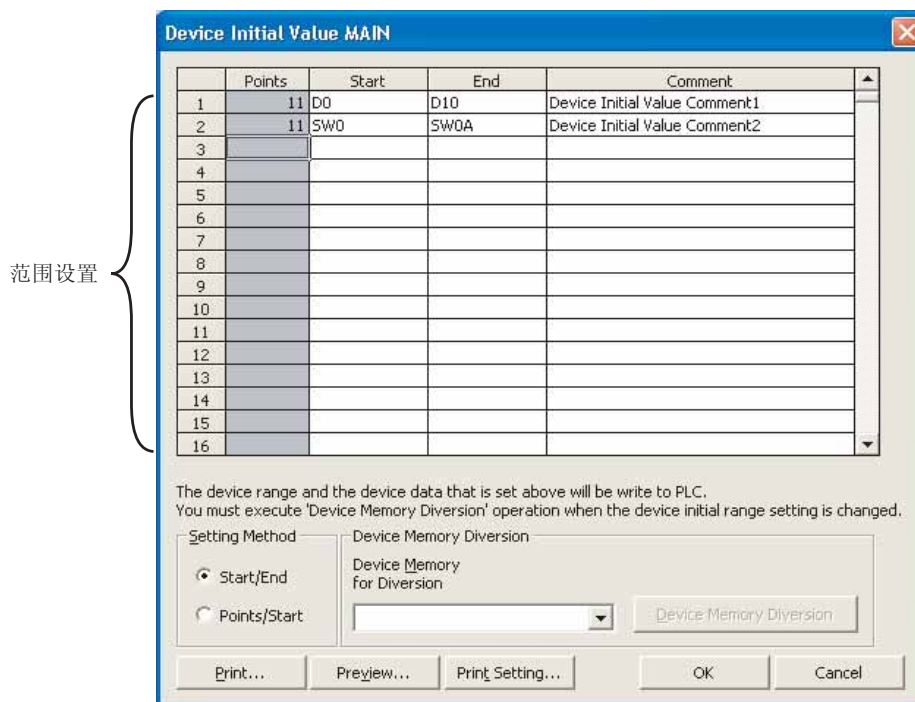 Device Initial Value MAIN
Points Start End Comment
1 11 D0 D10 Device Initial Value Comment1
2 11 SW0 SW0A Device Initial Value Comment2
3
4
5
6
7
8
范围设置
9
10
11
12
13
14
15
16
The device range and the device data that is set above will be write to PLC.
You must execute 'Device Memory Diversion' operation when the device initial range setting is changed.
Setting Method Device Memory Diversion
Start/End
Points/Start
Device Memory
for Diversion
Device Memory Diversion
Print... Preview... Print Setting... OK Cancel